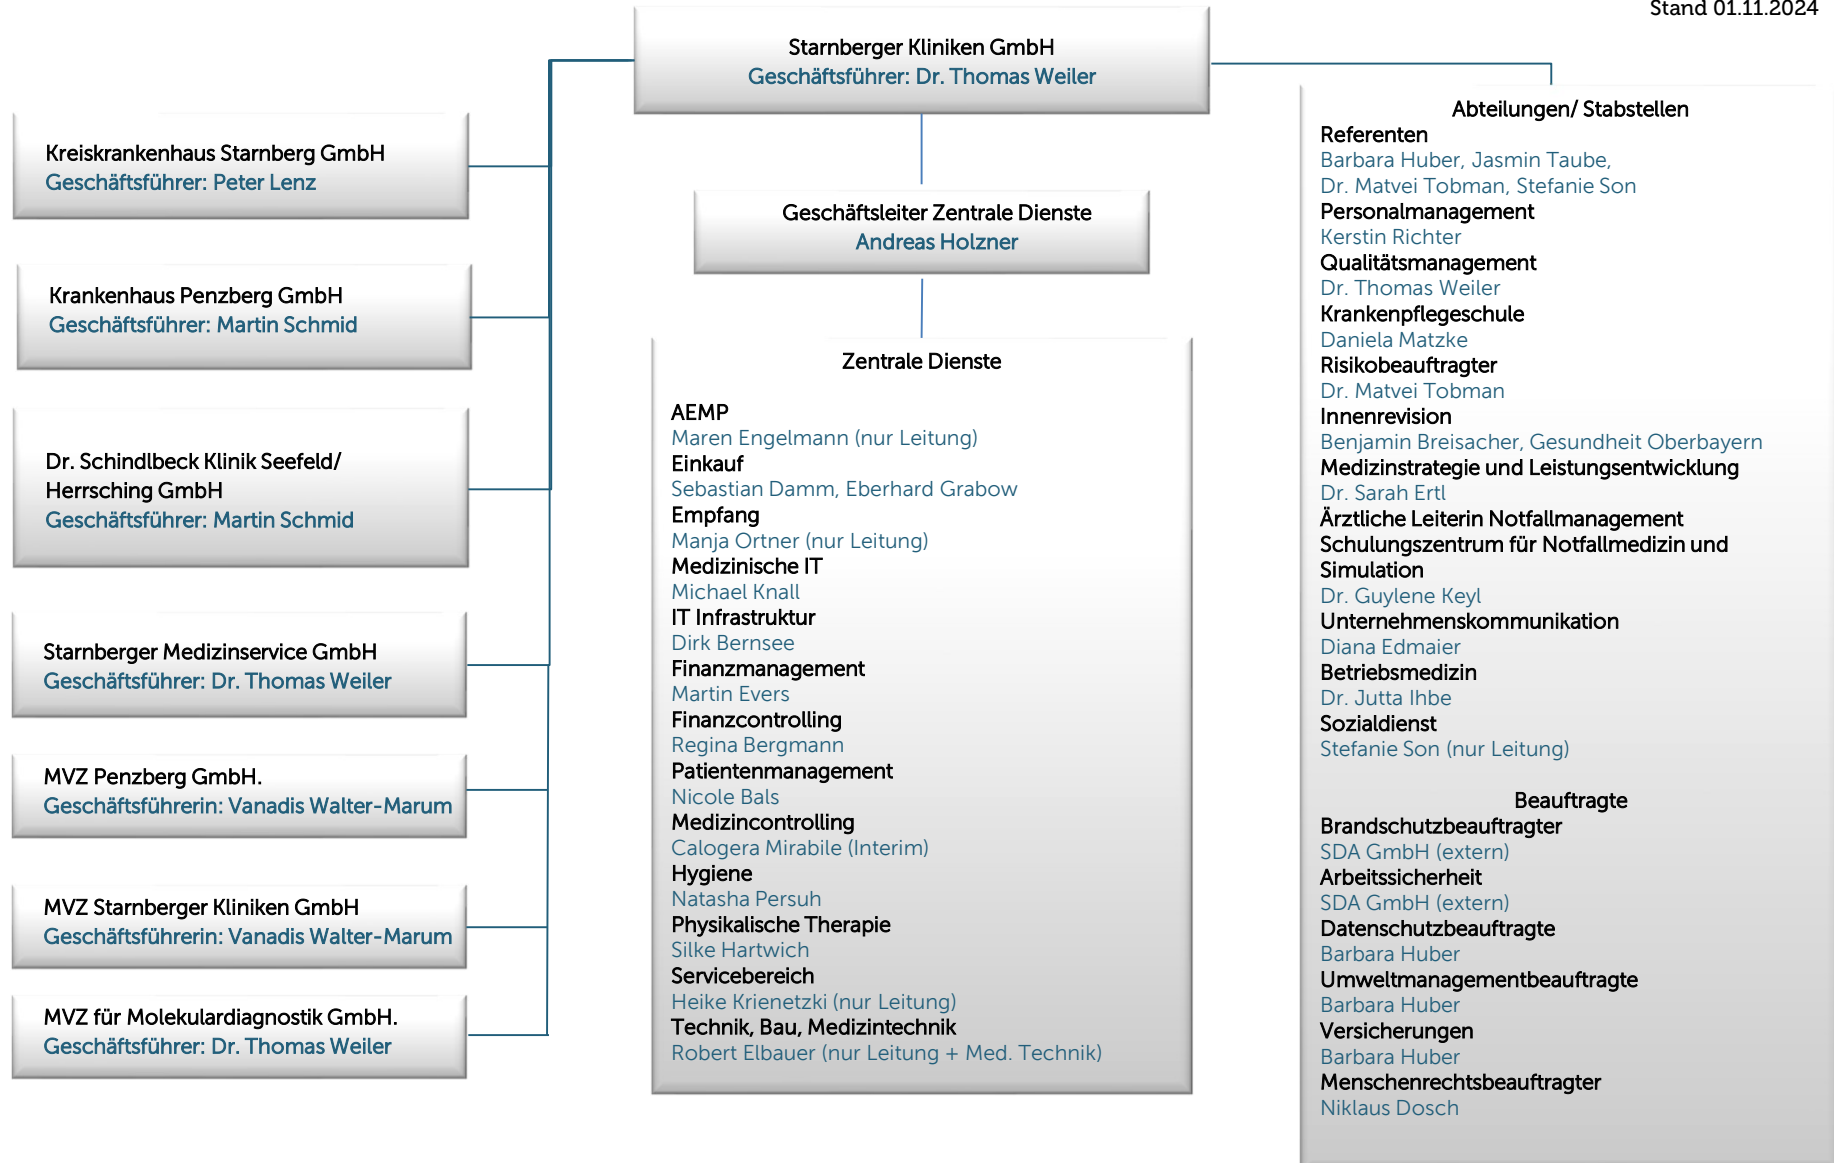 Stand 01.11.2024
Starnberger Kliniken GmbH
Geschäftsführer: Dr. Thomas Weiler
Kreiskrankenhaus Starnberg GmbH
Geschäftsführer: Peter Lenz
Krankenhaus Penzberg GmbH
Geschäftsführer: Martin Schmid
Dr. Schindlbeck Klinik Seefeld/
Herrsching GmbH
Geschäftsführer: Martin Schmid
Starnberger Medizinservice GmbH
Geschäftsführer: Dr. Thomas Weiler
MVZ Penzberg GmbH.
Geschäftsführerin: Vanadis Walter-Marum
MVZ Starnberger Kliniken GmbH
Geschäftsführerin: Vanadis Walter-Marum
MVZ für Molekulardiagnostik GmbH.
Geschäftsführer: Dr. Thomas Weiler
Geschäftsleiter Zentrale Dienste
Andreas Holzner
Zentrale Dienste
AEMP
Maren Engelmann (nur Leitung)
Einkauf
Sebastian Damm, Eberhard Grabow
Empfang
Manja Ortner (nur Leitung)
Medizinische IT
Michael Knall
IT Infrastruktur
Dirk Bernsee
Finanzmanagement
Martin Evers
Finanzcontrolling
Regina Bergmann
Patientenmanagement
Nicole Bals
Medizincontrolling
Calogera Mirabile (Interim)
Hygiene
Natasha Persuh
Physikalische Therapie
Silke Hartwich
Servicebereich
Heike Krienetzki (nur Leitung)
Technik, Bau, Medizintechnik
Robert Elbauer (nur Leitung + Med. Technik)
Abteilungen/ Stabstellen
Referenten
Barbara Huber, Jasmin Taube,
Dr. Matvei Tobman, Stefanie Son
Personalmanagement
Kerstin Richter
Qualitätsmanagement
Dr. Thomas Weiler
Krankenpflegeschule
Daniela Matzke
Risikobeauftragter
Dr. Matvei Tobman
Innenrevision
Benjamin Breisacher, Gesundheit Oberbayern
Medizinstrategie und Leistungsentwicklung
Dr. Sarah Ertl
Ärztliche Leiterin Notfallmanagement
Schulungszentrum für Notfallmedizin und
Simulation
Dr. Guylene Keyl
Unternehmenskommunikation
Diana Edmaier
Betriebsmedizin
Dr. Jutta Ihbe
Sozialdienst
Stefanie Son (nur Leitung)
Beauftragte
Brandschutzbeauftragter
SDA GmbH (extern)
Arbeitssicherheit
SDA GmbH (extern)
Datenschutzbeauftragte
Barbara Huber
Umweltmanagementbeauftragte
Barbara Huber
Versicherungen
Barbara Huber
Menschenrechtsbeauftragter
Niklaus Dosch